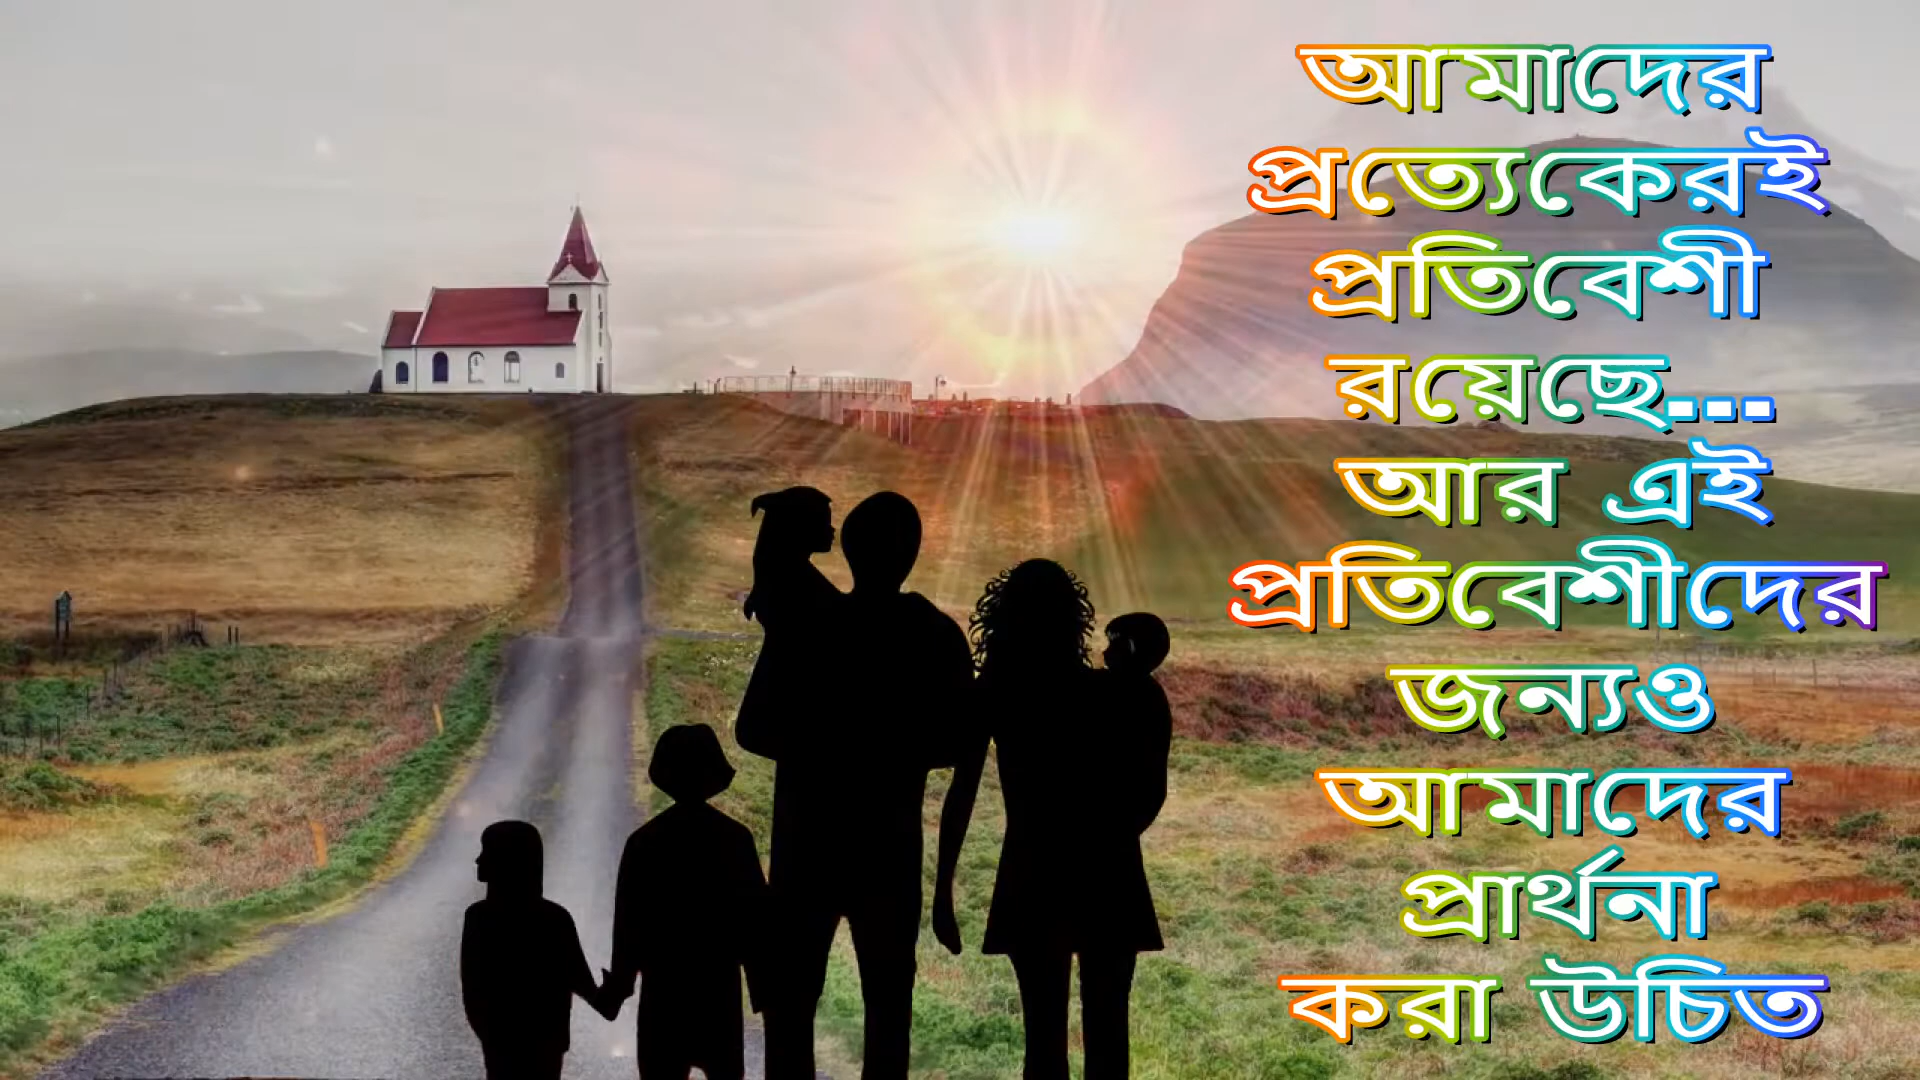 আমাদের
প্রত্যেকেরই
প্রতিবেশী
রয়েছে...
আর এই
প্রতিবেশীদের
জন্যও
আমাদের
প্রার্থনা
করা উচিত